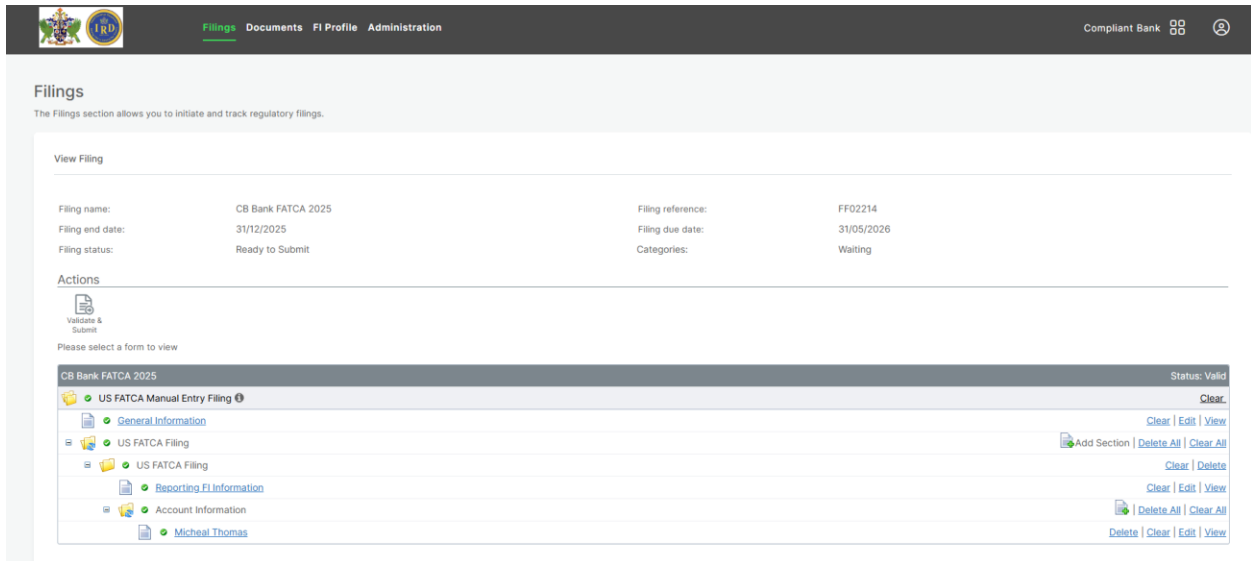 IRD
Filings Documents FI Profile Administration Compliant Bank
Filings
The Filings section allows you to initiate and track regulatory filings.
View Filing
Filing name: CB Bank FATCA 2025 Filing reference: FF02214
Filing end date: 31/12/2025 Filing due date: 31/05/2026
Filing status: Ready to Submit Categories: Waiting
Actions
Validate &
Submit
Please select a form to view
CB Bank FATCA 2025 Status: Valid
US FATCA Manual Entry Filing Clear
General Information Clear | Edit | View
US FATCA Filing Add Section | Delete All | Clear All
US FATCA Filing Clear | Delete
Reporting FI Information Clear | Edit | View
Account Information | Delete All | Clear All
Micheal Thomas Delete | Clear | Edit | View